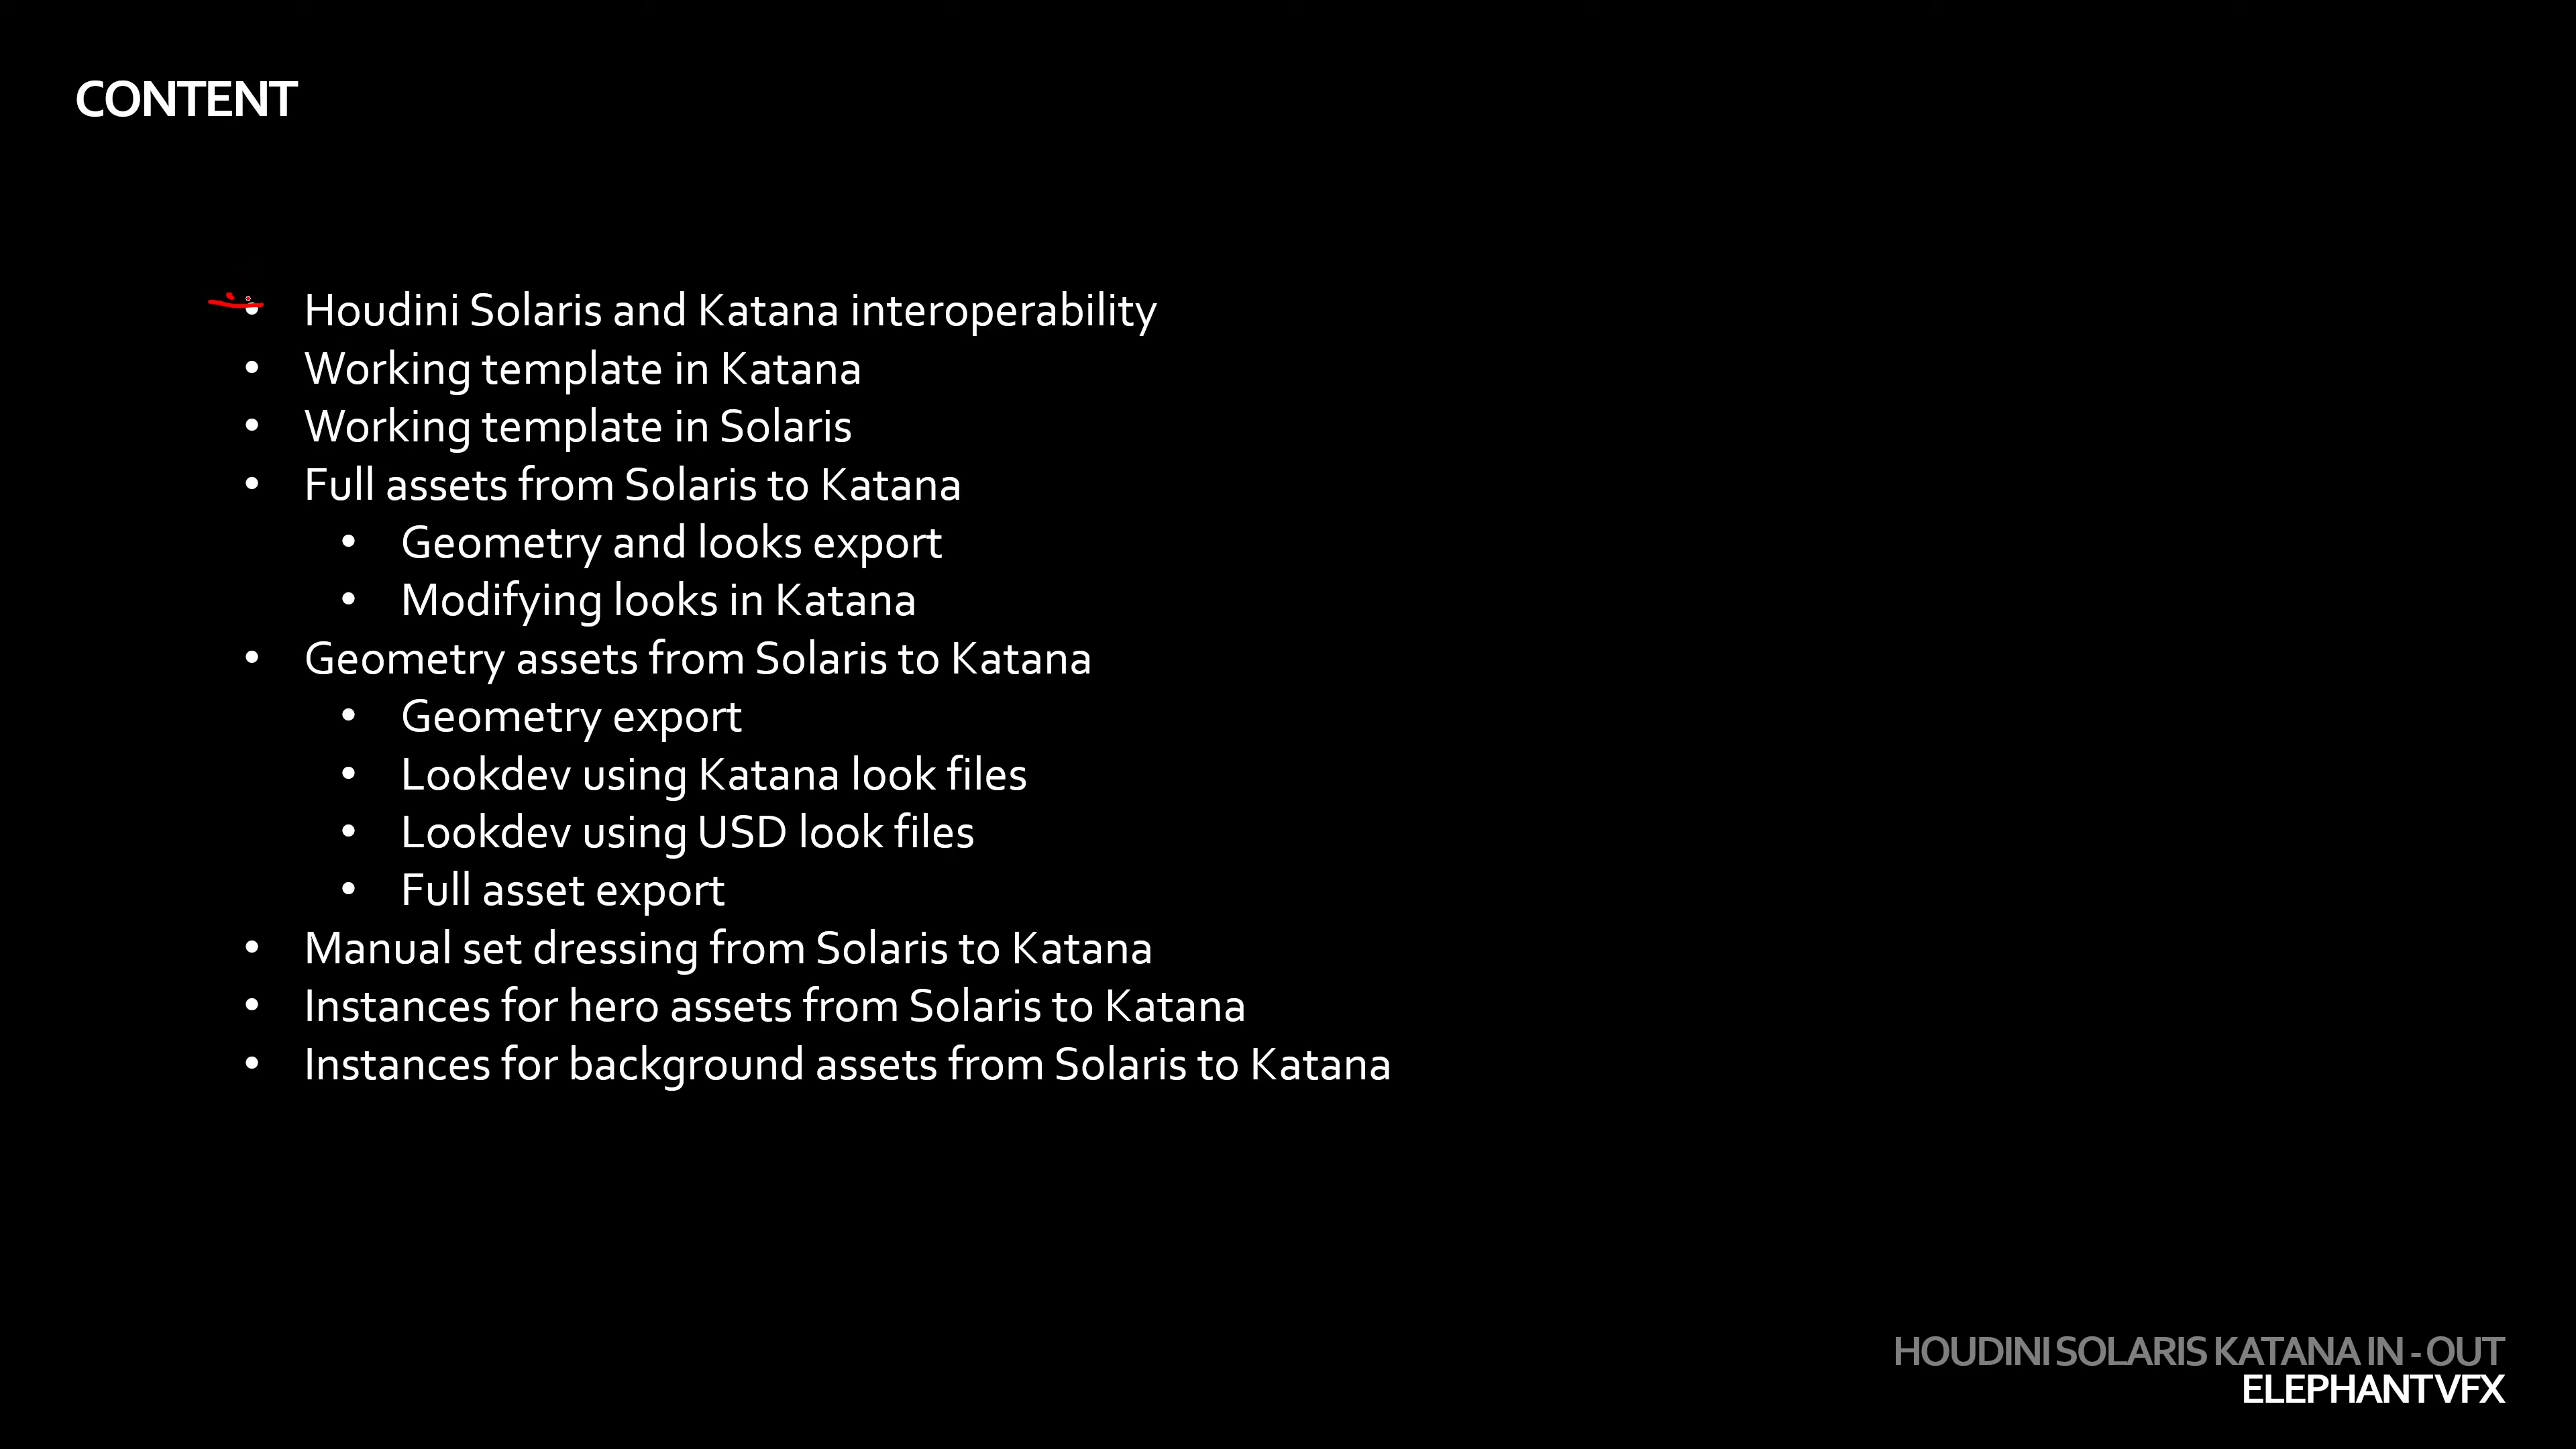 CONTENT
• Houdini Solaris and Katana interoperability
• Working template in Katana
• Working template in Solaris
• Full assets from Solaris to Katana
• Geometry and looks export
• Modifying looks in Katana
• Geometry assets from Solaris to Katana
• Geometry export
• Lookdev using Katana look files
• Lookdev using USD look files
• Full asset export
• Manual set dressing from Solaris to Katana
• Instances for hero assets from Solaris to Katana
• Instances for background assets from Solaris to Katana
HOUDINI SOLARIS KATANA IN - OUT
ELEPHANT VFX